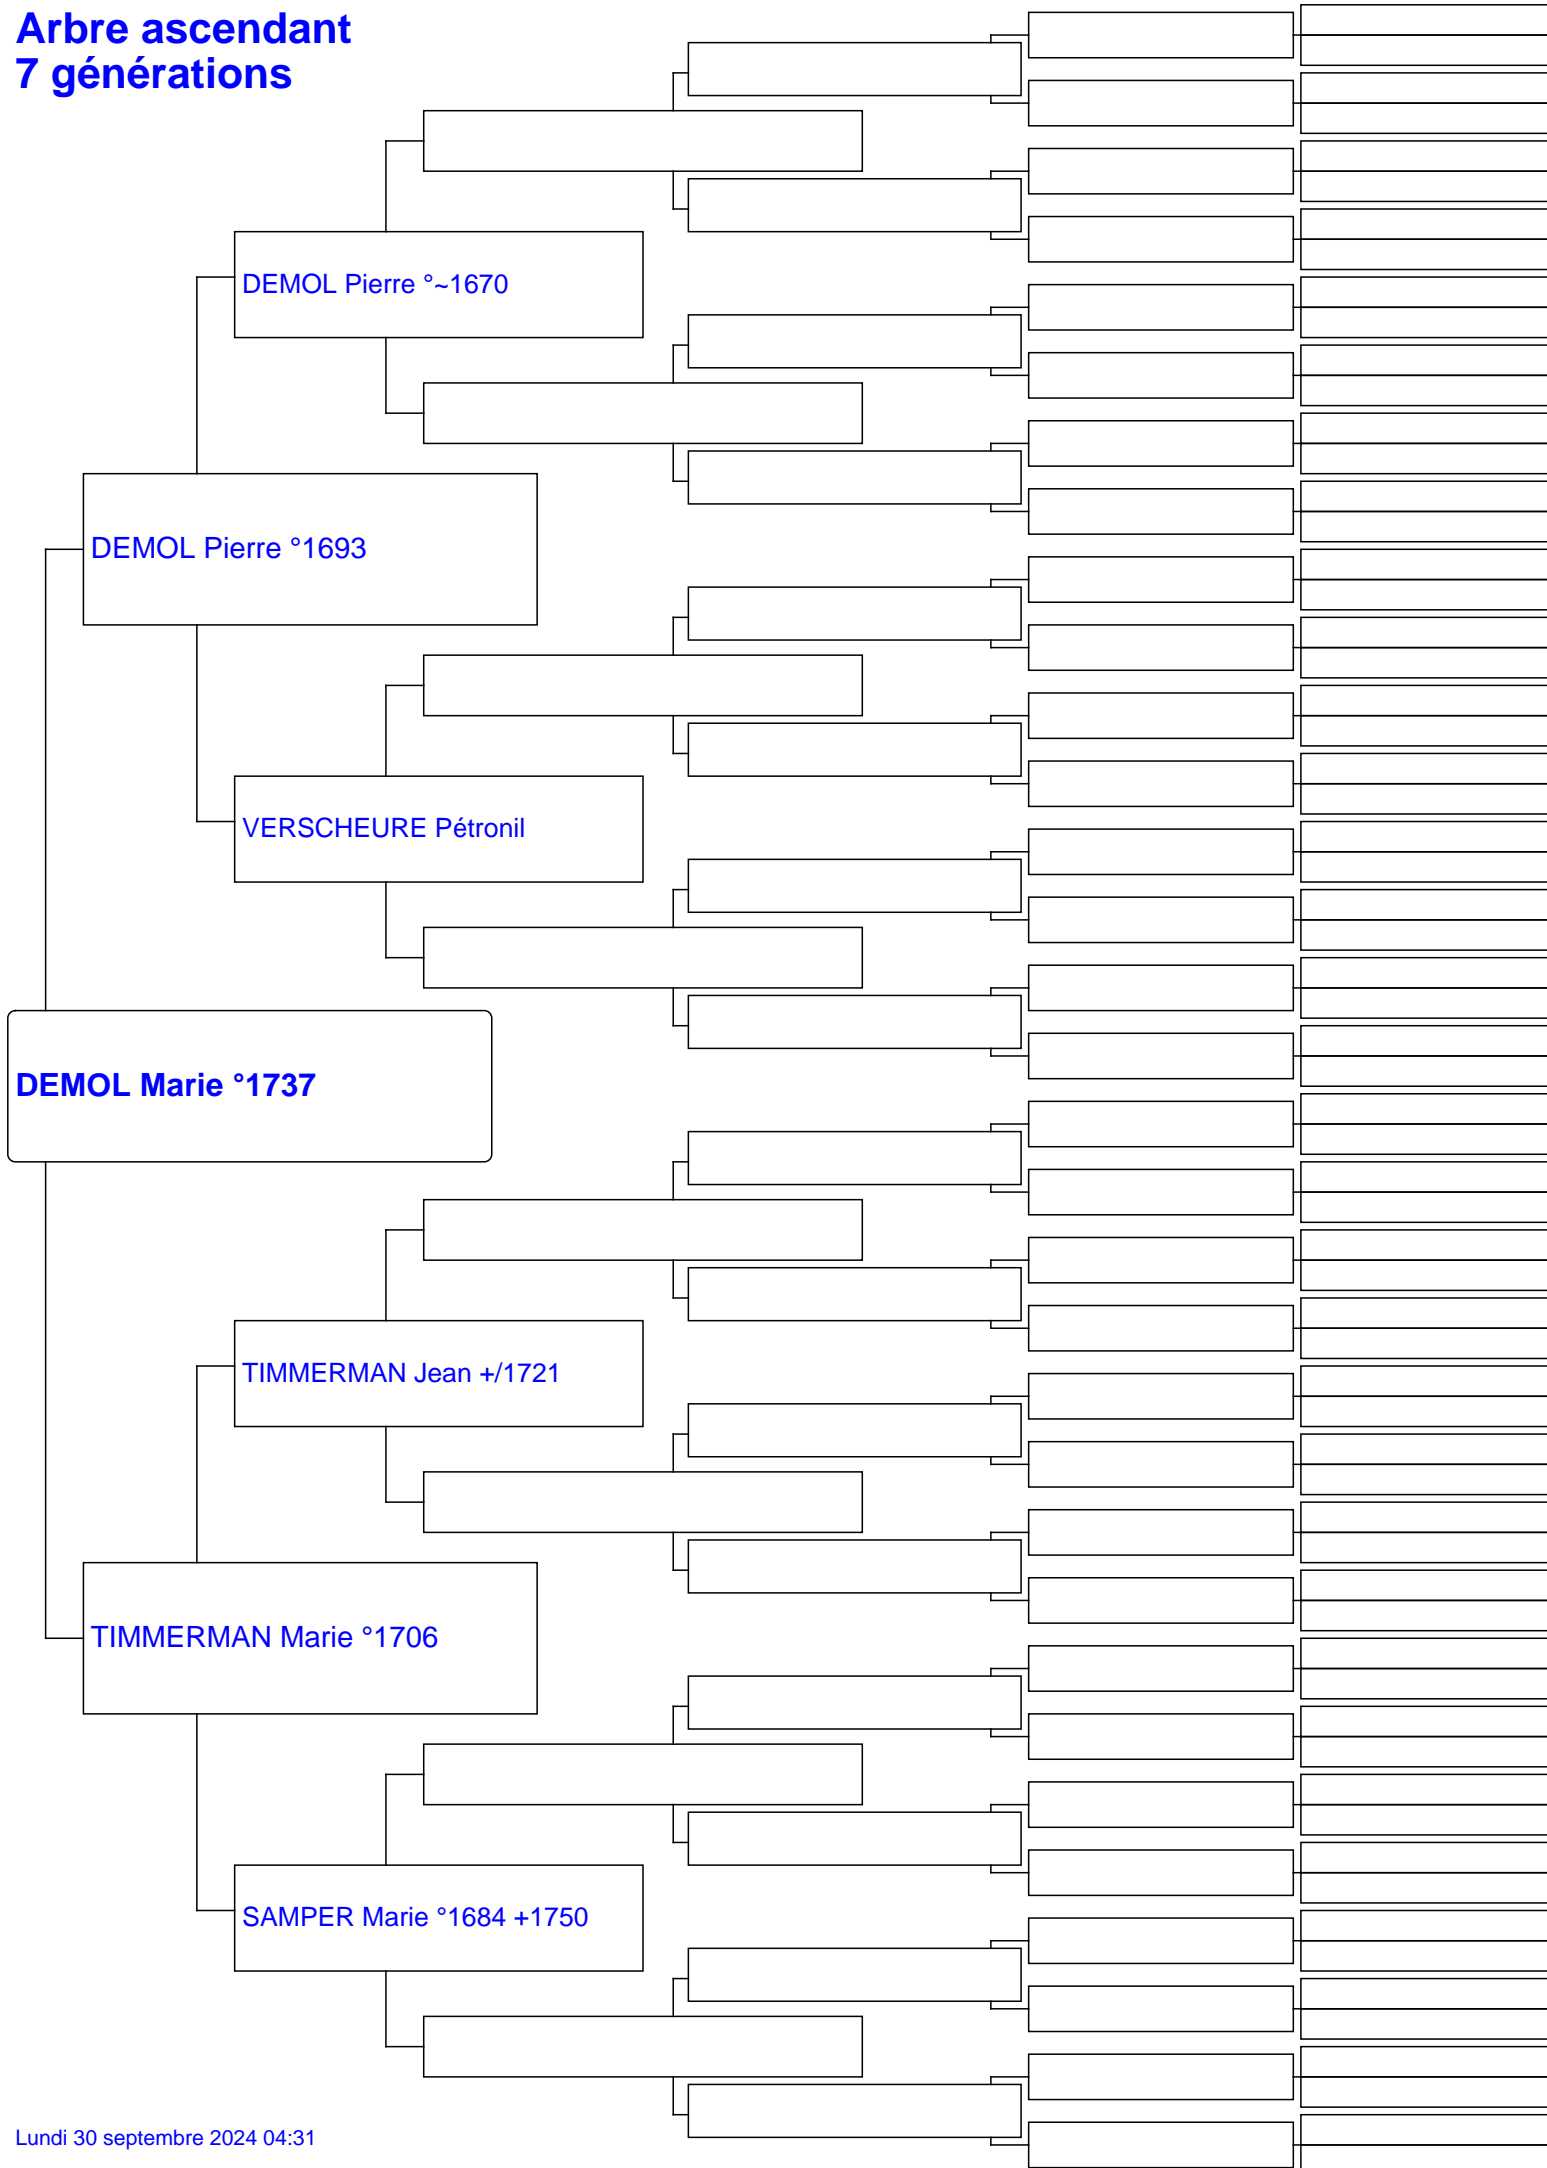 Arbre ascendant
7 générations
DEMOL Pierre °~1670
DEMOL Pierre °1693
VERSCHEURE Pétronil
DEMOL Marie °1737
TIMMERMAN Jean +/1721
TIMMERMAN Marie °1706
SAMPER Marie °1684 +1750
Lundi 30 septembre 2024 04:31